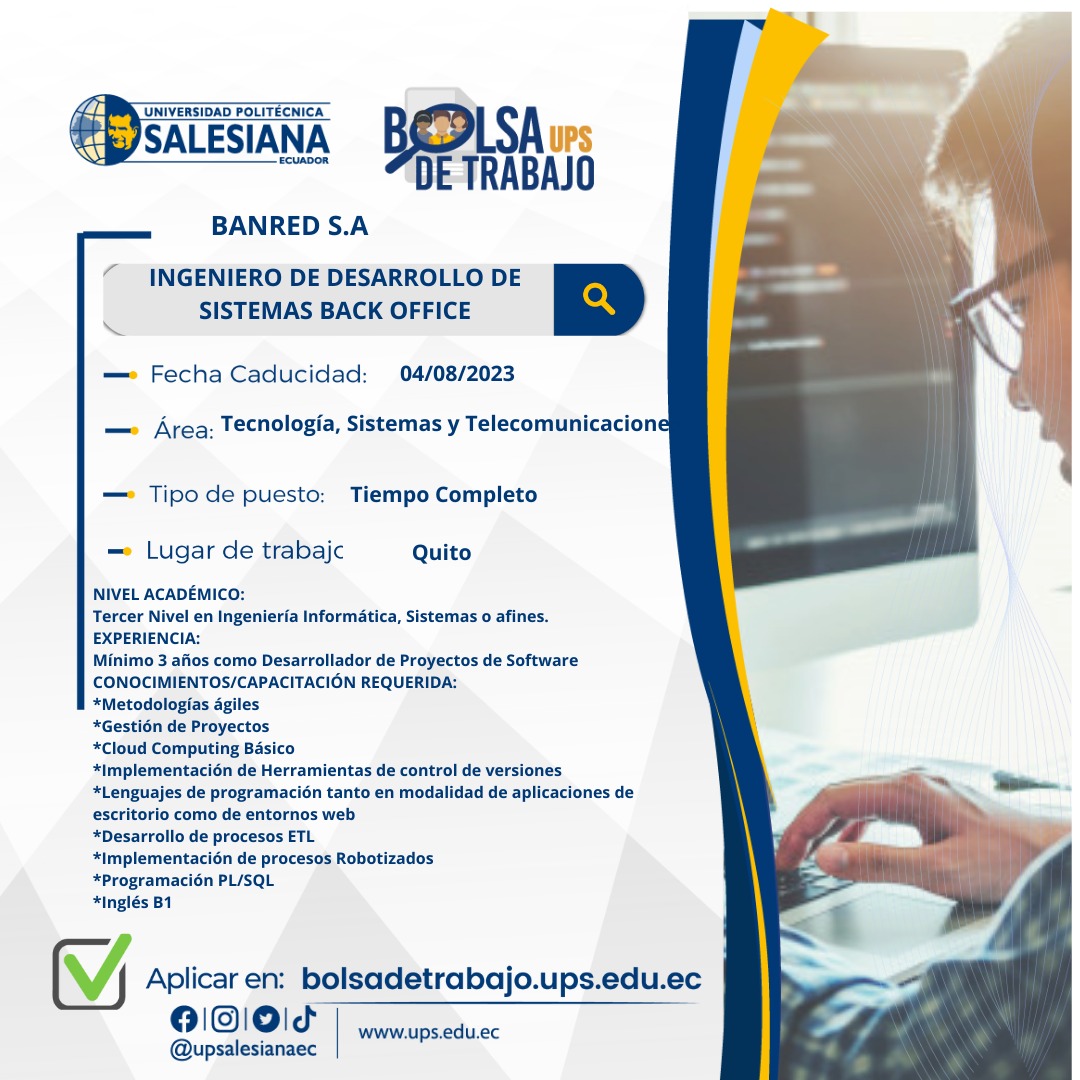 UNIVERSIDAD POLITÉCNICA
SALESIANA
ECUADOR
BOLSA UPS
DE TRABAJO
BANRED S.A
INGENIERO DE DESARROLLO DE
SISTEMAS BACK OFFICE
Fecha Caducidad: 04/08/2023
Área: Tecnología, Sistemas y Telecomunicacione
Tipo de puesto: Tiempo Completo
Lugar de trabajo Quito
NIVEL ACADÉMICO:
Tercer Nivel en Ingeniería Informática, Sistemas o afines.
EXPERIENCIA:
Mínimo 3 años como Desarrollador de Proyectos de Software
CONOCIMIENTOS/CAPACITACIÓN REQUERIDA:
*Metodologías ágiles
*Gestión de Proyectos
*Cloud Computing Básico
*Implementación de Herramientas de control de versiones
*Lenguajes de programación tanto en modalidad de aplicaciones de
escritorio como de entornos web
*Desarrollo de procesos ETL
*Implementación de procesos Robotizados
*Programación PL/SQL
*Inglés B1
Aplicar en: bolsadetrabajo.ups.edu.ec
@upsalesianaec
www.ups.edu.ec